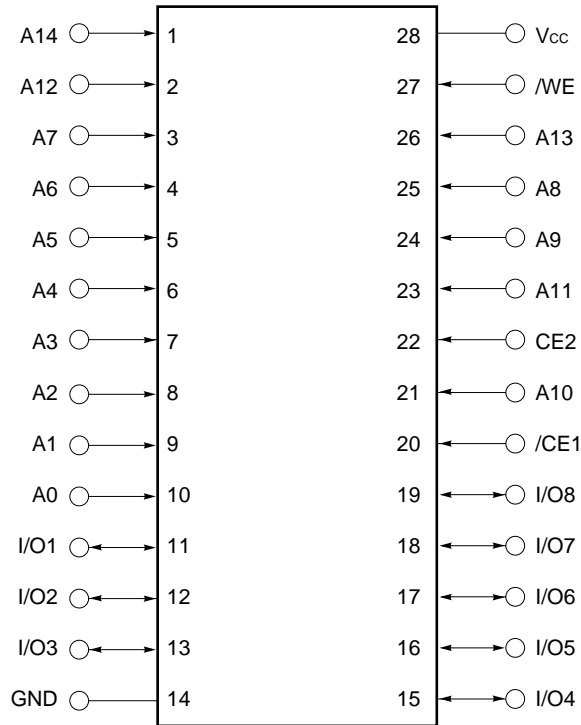 A14 1 28 Vcc
A12 2 27 /WE
A7 3 26 A13
A6 4 25 A8
A5 5 24 A9
A4 6 23 A11
A3 7 22 CE2
A2 8 21 A10
A1 9 20 /CE1
A0 10 19 I/O8
I/O1 11 18 I/O7
I/O2 12 17 I/O6
I/O3 13 16 I/O5
GND 14 15 I/O4